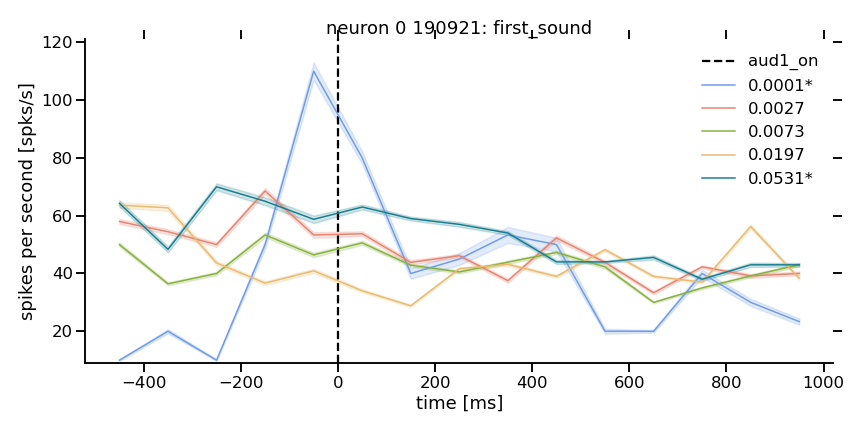 neuron 0 190921: first_sound
120
100
80
60
40
20
spikes per second [spks/s]
aud1_on
0.0001*
0.0027
0.0073
0.0197
0.0531*
−400 −200 0 200 400 600 800 1000
time [ms]